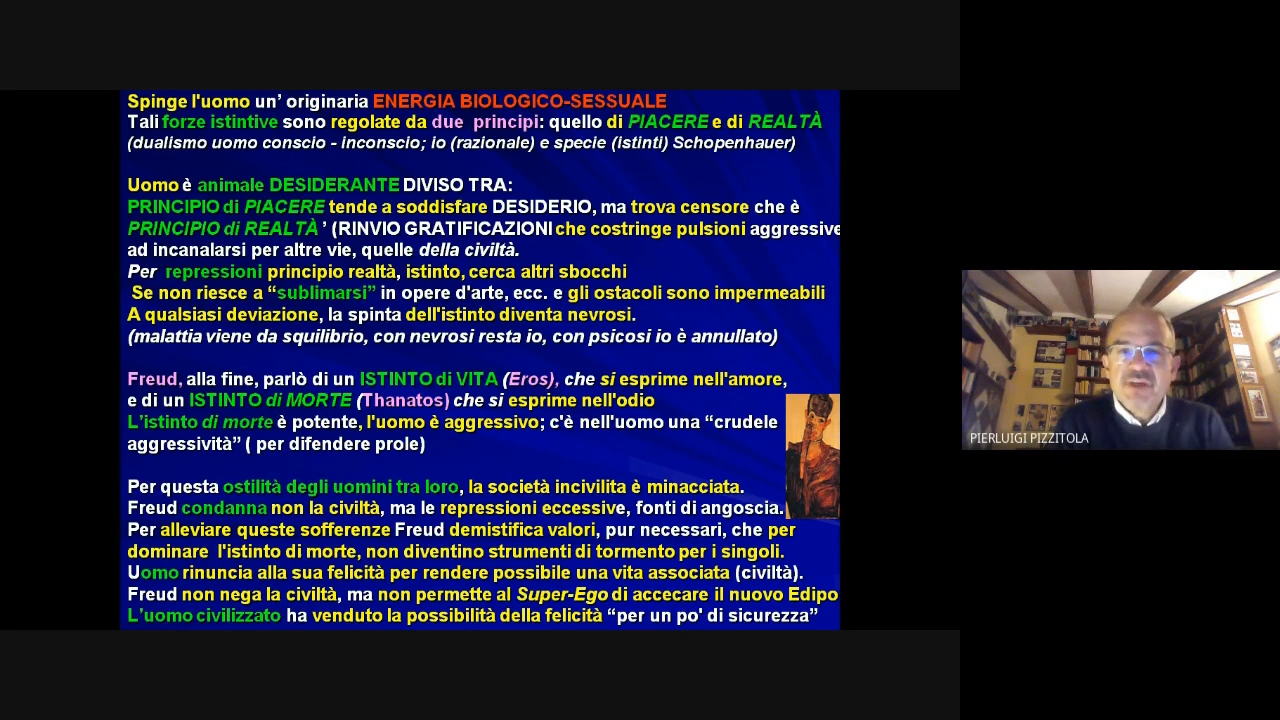 Spinge l'uomo un' originaria ENERGIA BIOLOGICO-SESSUALE
Tali forze istintive sono regolate da due principi: quello di PIACERE e di REALTÀ
(dualismo uomo conscio - inconscio; io (razionale) e specie (istinti) Schopenhauer)
Uomo è animale DESIDERANTE DIVISO TRA:
PRINCIPIO di PIACERE tende a soddisfare DESIDERIO, ma trova censore che è
PRINCIPIO di REALTÀ ' (RINVIO GRATIFICAZIONI che costringe pulsioni aggressive
ad incanalarsi per altre vie, quelle della civiltà.
Per repressioni principio realtà, istinto, cerca altri sbocchi
Se non riesce a “sublimarsi” in opere d'arte, ecc. e gli ostacoli sono impermeabili
A qualsiasi deviazione, la spinta dell'istinto diventa nevrosi.
(malattia viene da squilibrio, con nevrosi resta io, con psicosi io è annullato)
Freud, alla fine, parlò di un ISTINTO di VITA (Eros), che si esprime nell'amore,
e di un ISTINTO di MORTE (Thanatos) che si esprime nell'odio
L'istinto di morte è potente, l'uomo è aggressivo; c'è nell'uomo una “crudele
aggressività” ( per difendere prole)
Per questa ostilità degli uomini tra loro, la società incivilita è minacciata.
Freud condanna non la civiltà, ma le repressioni eccessive, fonti di angoscia.
Per alleviare queste sofferenze Freud demistifica valori, pur necessari, che per
dominare l'istinto di morte, non diventino strumenti di tormento per i singoli.
Uomo rinuncia alla sua felicità per rendere possibile una vita associata (civiltà).
Freud non nega la civiltà, ma non permette al Super-Ego di accecare il nuovo Edipo
L'uomo civilizzato ha venduto la possibilità della felicità “per un po' di sicurezza”
PIERLUIGI PIZZITOLA